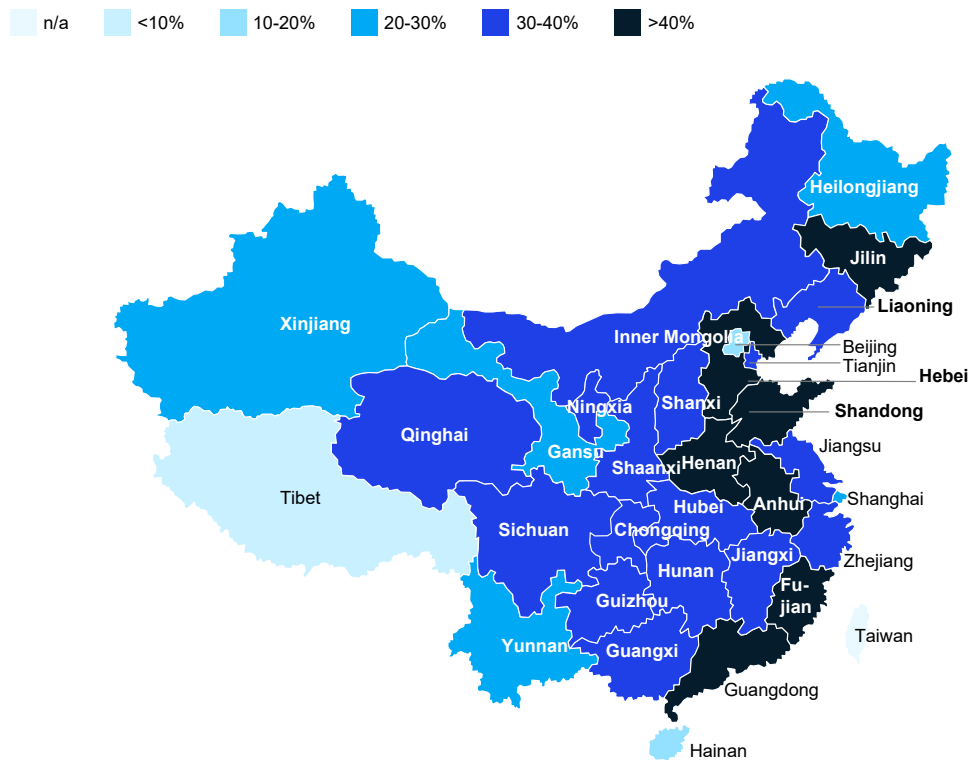 n/a <10% 10-20% 20-30% 30-40% >40%
Heilongjiang
Jilin
Liaoning
Xinjiang
Inner Mongolia
Beijing
Tianjin
Hebei
Ningxia
Shanxi
Shandong
Qinghai
Jiangsu
Gansu
Henan
Shaanxi
Tibet
Shanghai
Anhui
Hubei
Sichuan
Chongqing
Jiangxi
Zhejiang
Hunan
Fu-
jian
Guizhou
Taiwan
Yunnan
Guangxi
Guangdong
Hainan